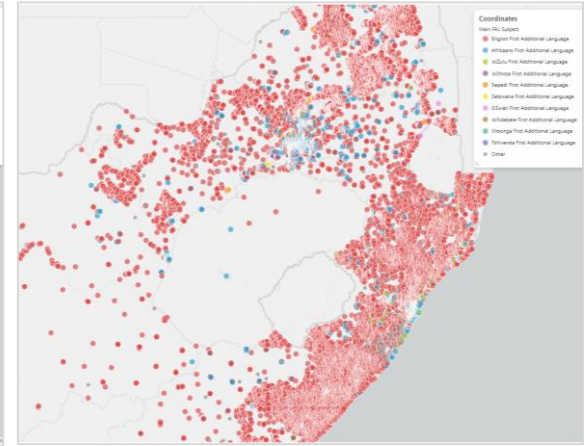 Coordinates
Main FAL Subject
English First Additional Language
Afrikaans First Additional Language
IsiZulu First Additional Language
IsiXhosa First Additional Language
Sepedi First Additional Language
Setswana First Additional Language
SiSwati First Additional Language
IsiNdebele First Additional Language
Xitsonga First Additional Language
Tshivenda First Additional Language
Other